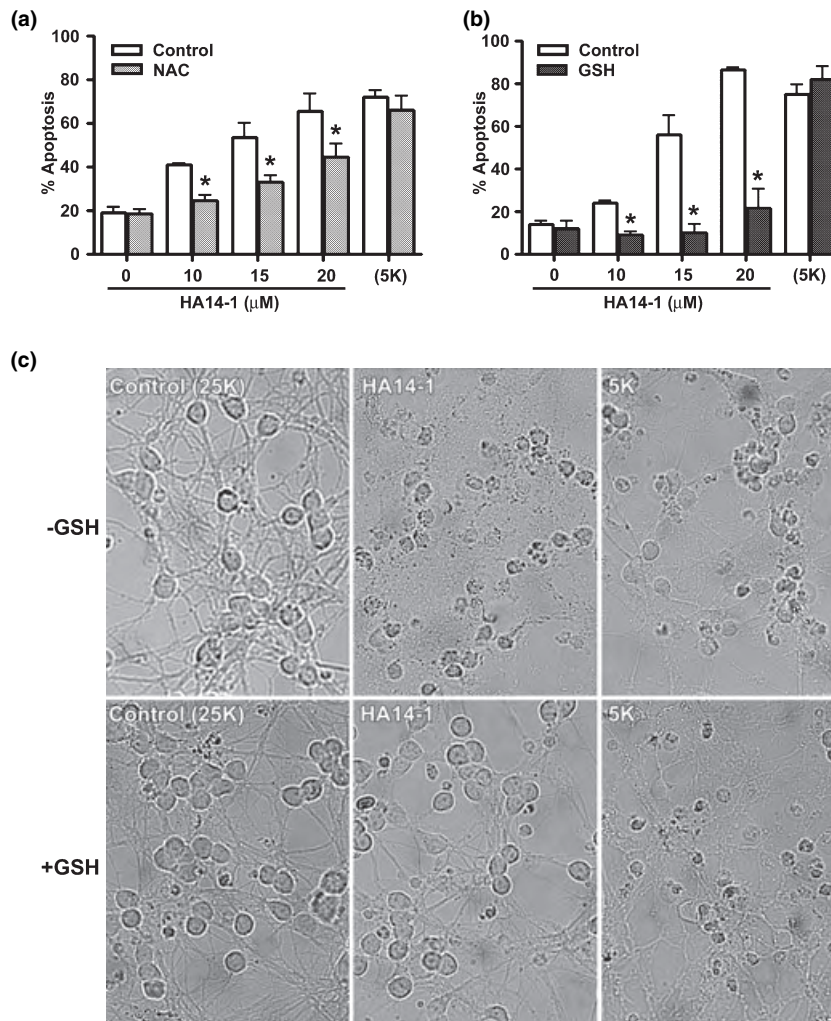 (a)
100
80
60
40
20
0
% Apoptosis
Control
NAC
*
*
*
0 10 15 20 (5K)
HA14-1 (μM)
(b)
100
80
60
40
20
0
% Apoptosis
Control
GSH
*
*
*
0 10 15 20 (5K)
HA14-1 (μM)
(c)
Control (25K) HA14-1 5K
-GSH
Control (25K) HA14-1 5K
+GSH